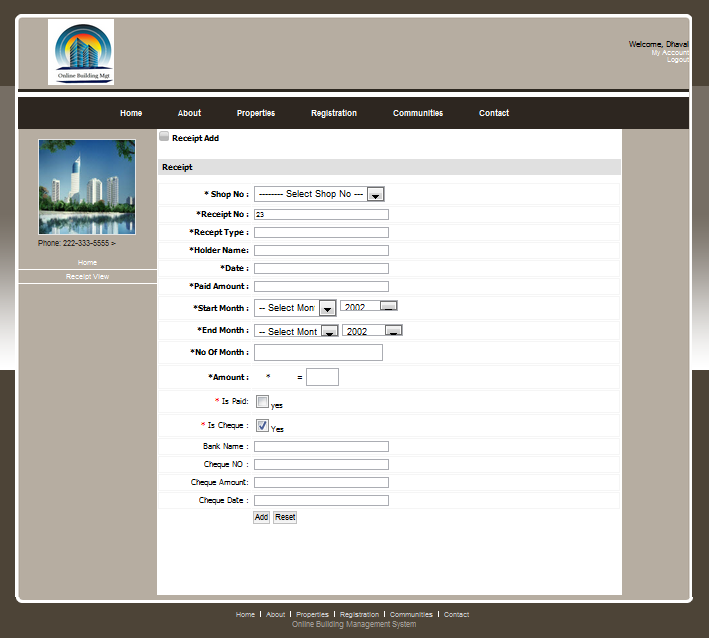 Online Building Mgt
Welcome, Dhaval
My Account
Logout
Home About Properties Registration Communities Contact
Phone: 222-333-5555 >
Home
Receipt View
Receipt Add
Receipt
* Shop No : -------- Select Shop No ---
*Receipt No : 23
*Recept Type :
*Holder Name:
*Date :
*Paid Amount:
*Start Month : -- Select Mon 2002
*End Month : -- Select Mont 2002
*No Of Month :
*Amount : * =
* Is Paid: yes
* Is Cheque : Yes
Bank Name :
Cheque NO :
Cheque Amount:
Cheque Date :
Add Reset
Home | About | Properties | Registration | Communities | Contact
Online Building Management System